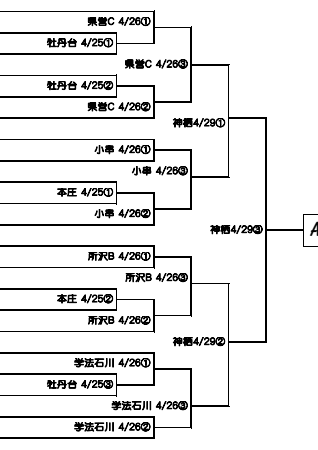 県営C 4/26①
牡丹台 4/25①
県営C 4/26③
牡丹台 4/25②
県営C 4/26②
神栖4/29①
小串 4/26①
小串 4/26③
本庄 4/25①
小串 4/26②
神栖4/29③
A
所沢B 4/26①
所沢B 4/26③
本庄 4/25②
所沢B 4/26②
神栖4/29②
学法石川 4/26①
牡丹台 4/25③
学法石川 4/26③
学法石川 4/26②